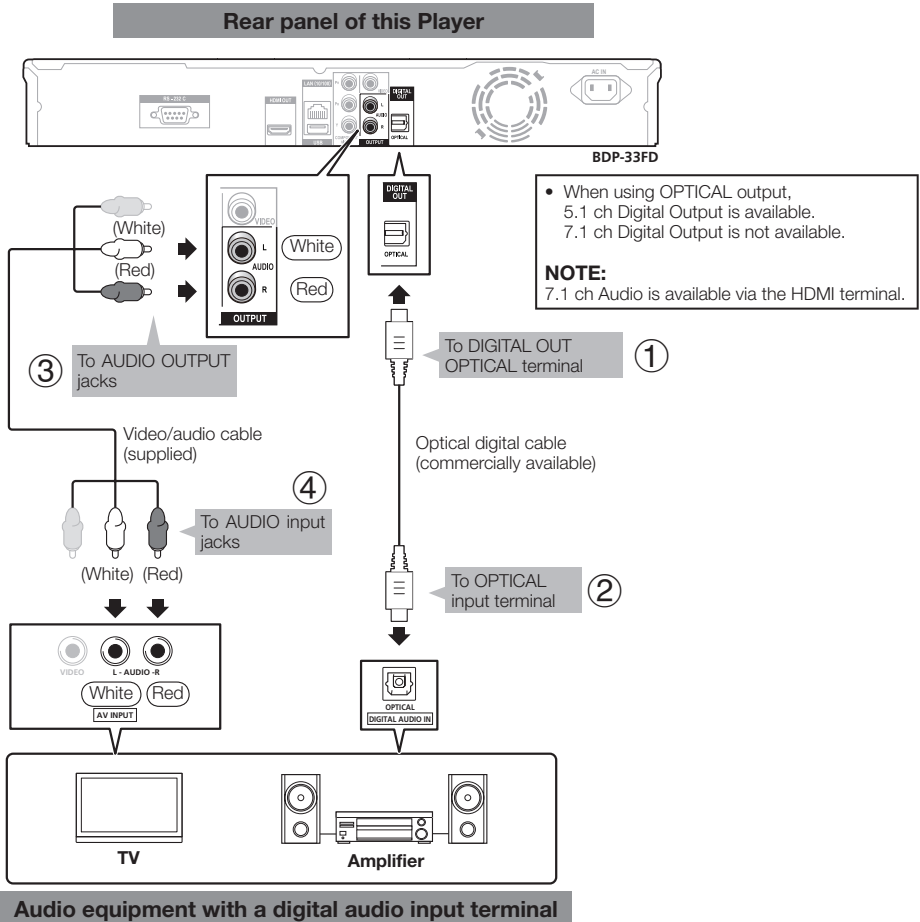 Rear panel of this Player
AC IN
RS-232 C
HDMI OUT
LAN (10/100)
USB
VIDEO
COMPONENT
L
AUDIO
R
OUTPUT
DIGITAL
OUT
OPTICAL
BDP-33FD
• When using OPTICAL output,
5.1 ch Digital Output is available.
7.1 ch Digital Output is not available.
NOTE:
7.1 ch Audio is available via the HDMI terminal.
(White)
(Red)
VIDEO
L
AUDIO
R
OUTPUT
White
Red
DIGITAL
OUT
OPTICAL
③
To AUDIO OUTPUT
jacks
To DIGITAL OUT
OPTICAL terminal
①
Video/audio cable
(supplied)
Optical digital cable
(commercially available)
④
To AUDIO input
jacks
(White) (Red)
To OPTICAL
input terminal
②
VIDEO
L - AUDIO -R
White Red
AV INPUT
OPTICAL
DIGITAL AUDIO IN
TV
Amplifier
Audio equipment with a digital audio input terminal